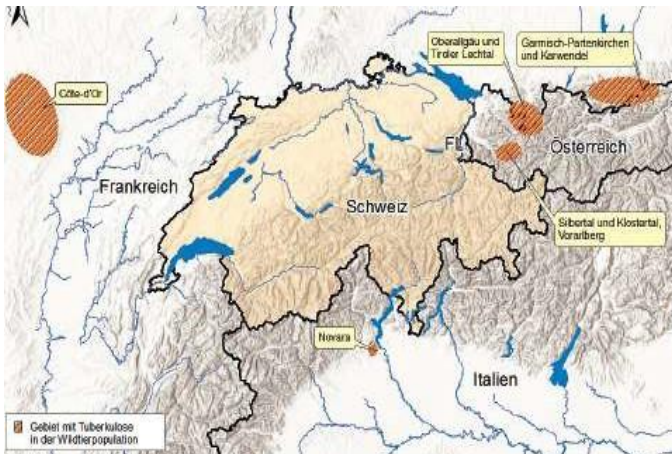 Oberallgäu und
Tiroler Lechtal
Garmisch-Partenkirchen
und Karwendel
Côte-d'Or
FL
Österreich
Frankreich
Schweiz
Silbertal und Klostertal,
Vorarlberg
Novara
Italien
Gebiet mit Tuberkulose
in der Wildtierpopulation